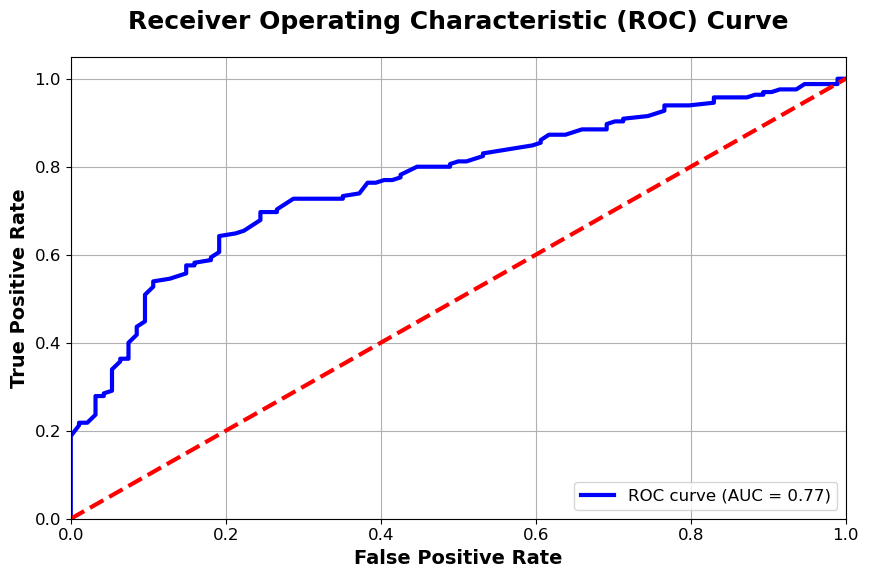 Receiver Operating Characteristic (ROC) Curve
True Positive Rate
1.0
0.8
0.6
0.4
0.2
0.0
ROC curve (AUC = 0.77)
0.0 0.2 0.4 0.6 0.8 1.0
False Positive Rate